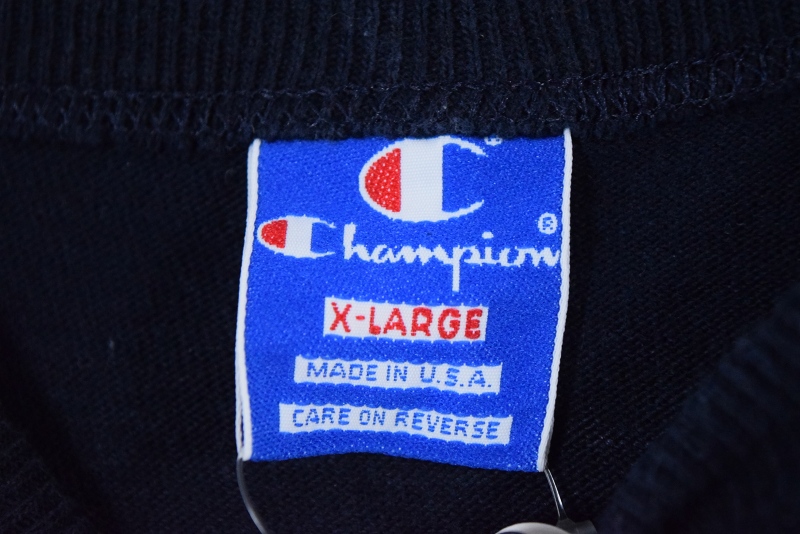 C®
Champion®
X-LARGE
MADE IN U.S.A.
CARE ON REVERSE